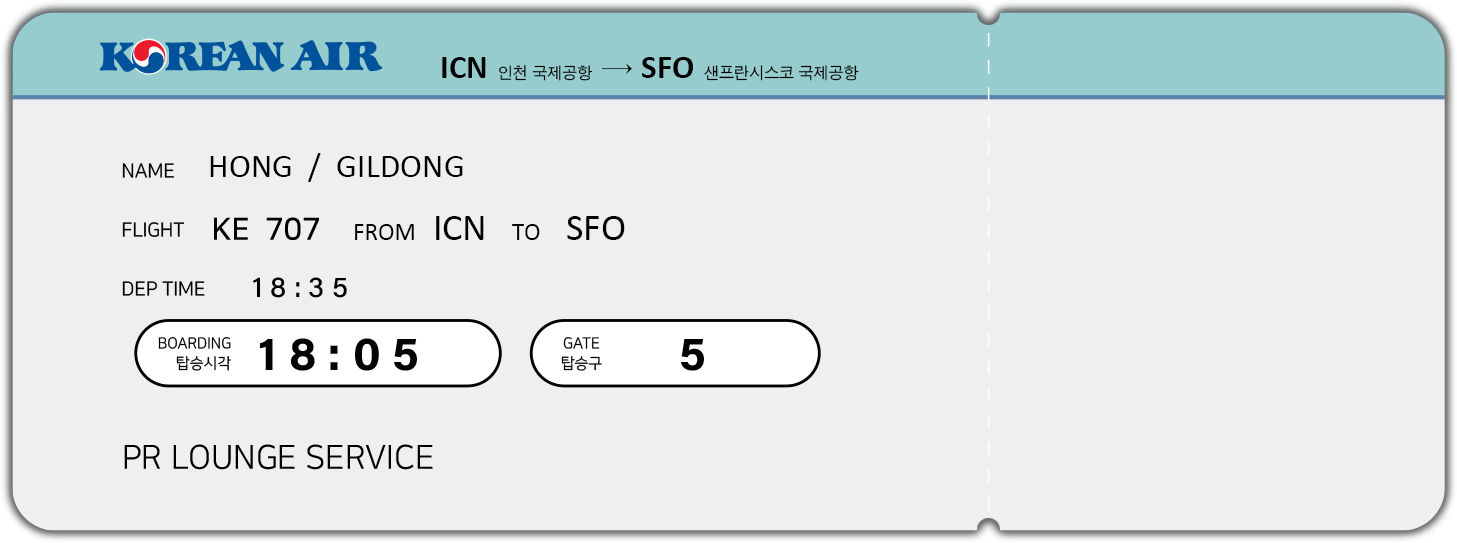 KOREAN AIR ICN 인천 국제공항 → SFO 샌프란시스코 국제공항
NAME HONG / GILDONG
FLIGHT KE 707 FROM ICN TO SFO
DEP TIME 18:35
BOARDING 탑승시각 18:05 GATE 탑승구 5
PR LOUNGE SERVICE